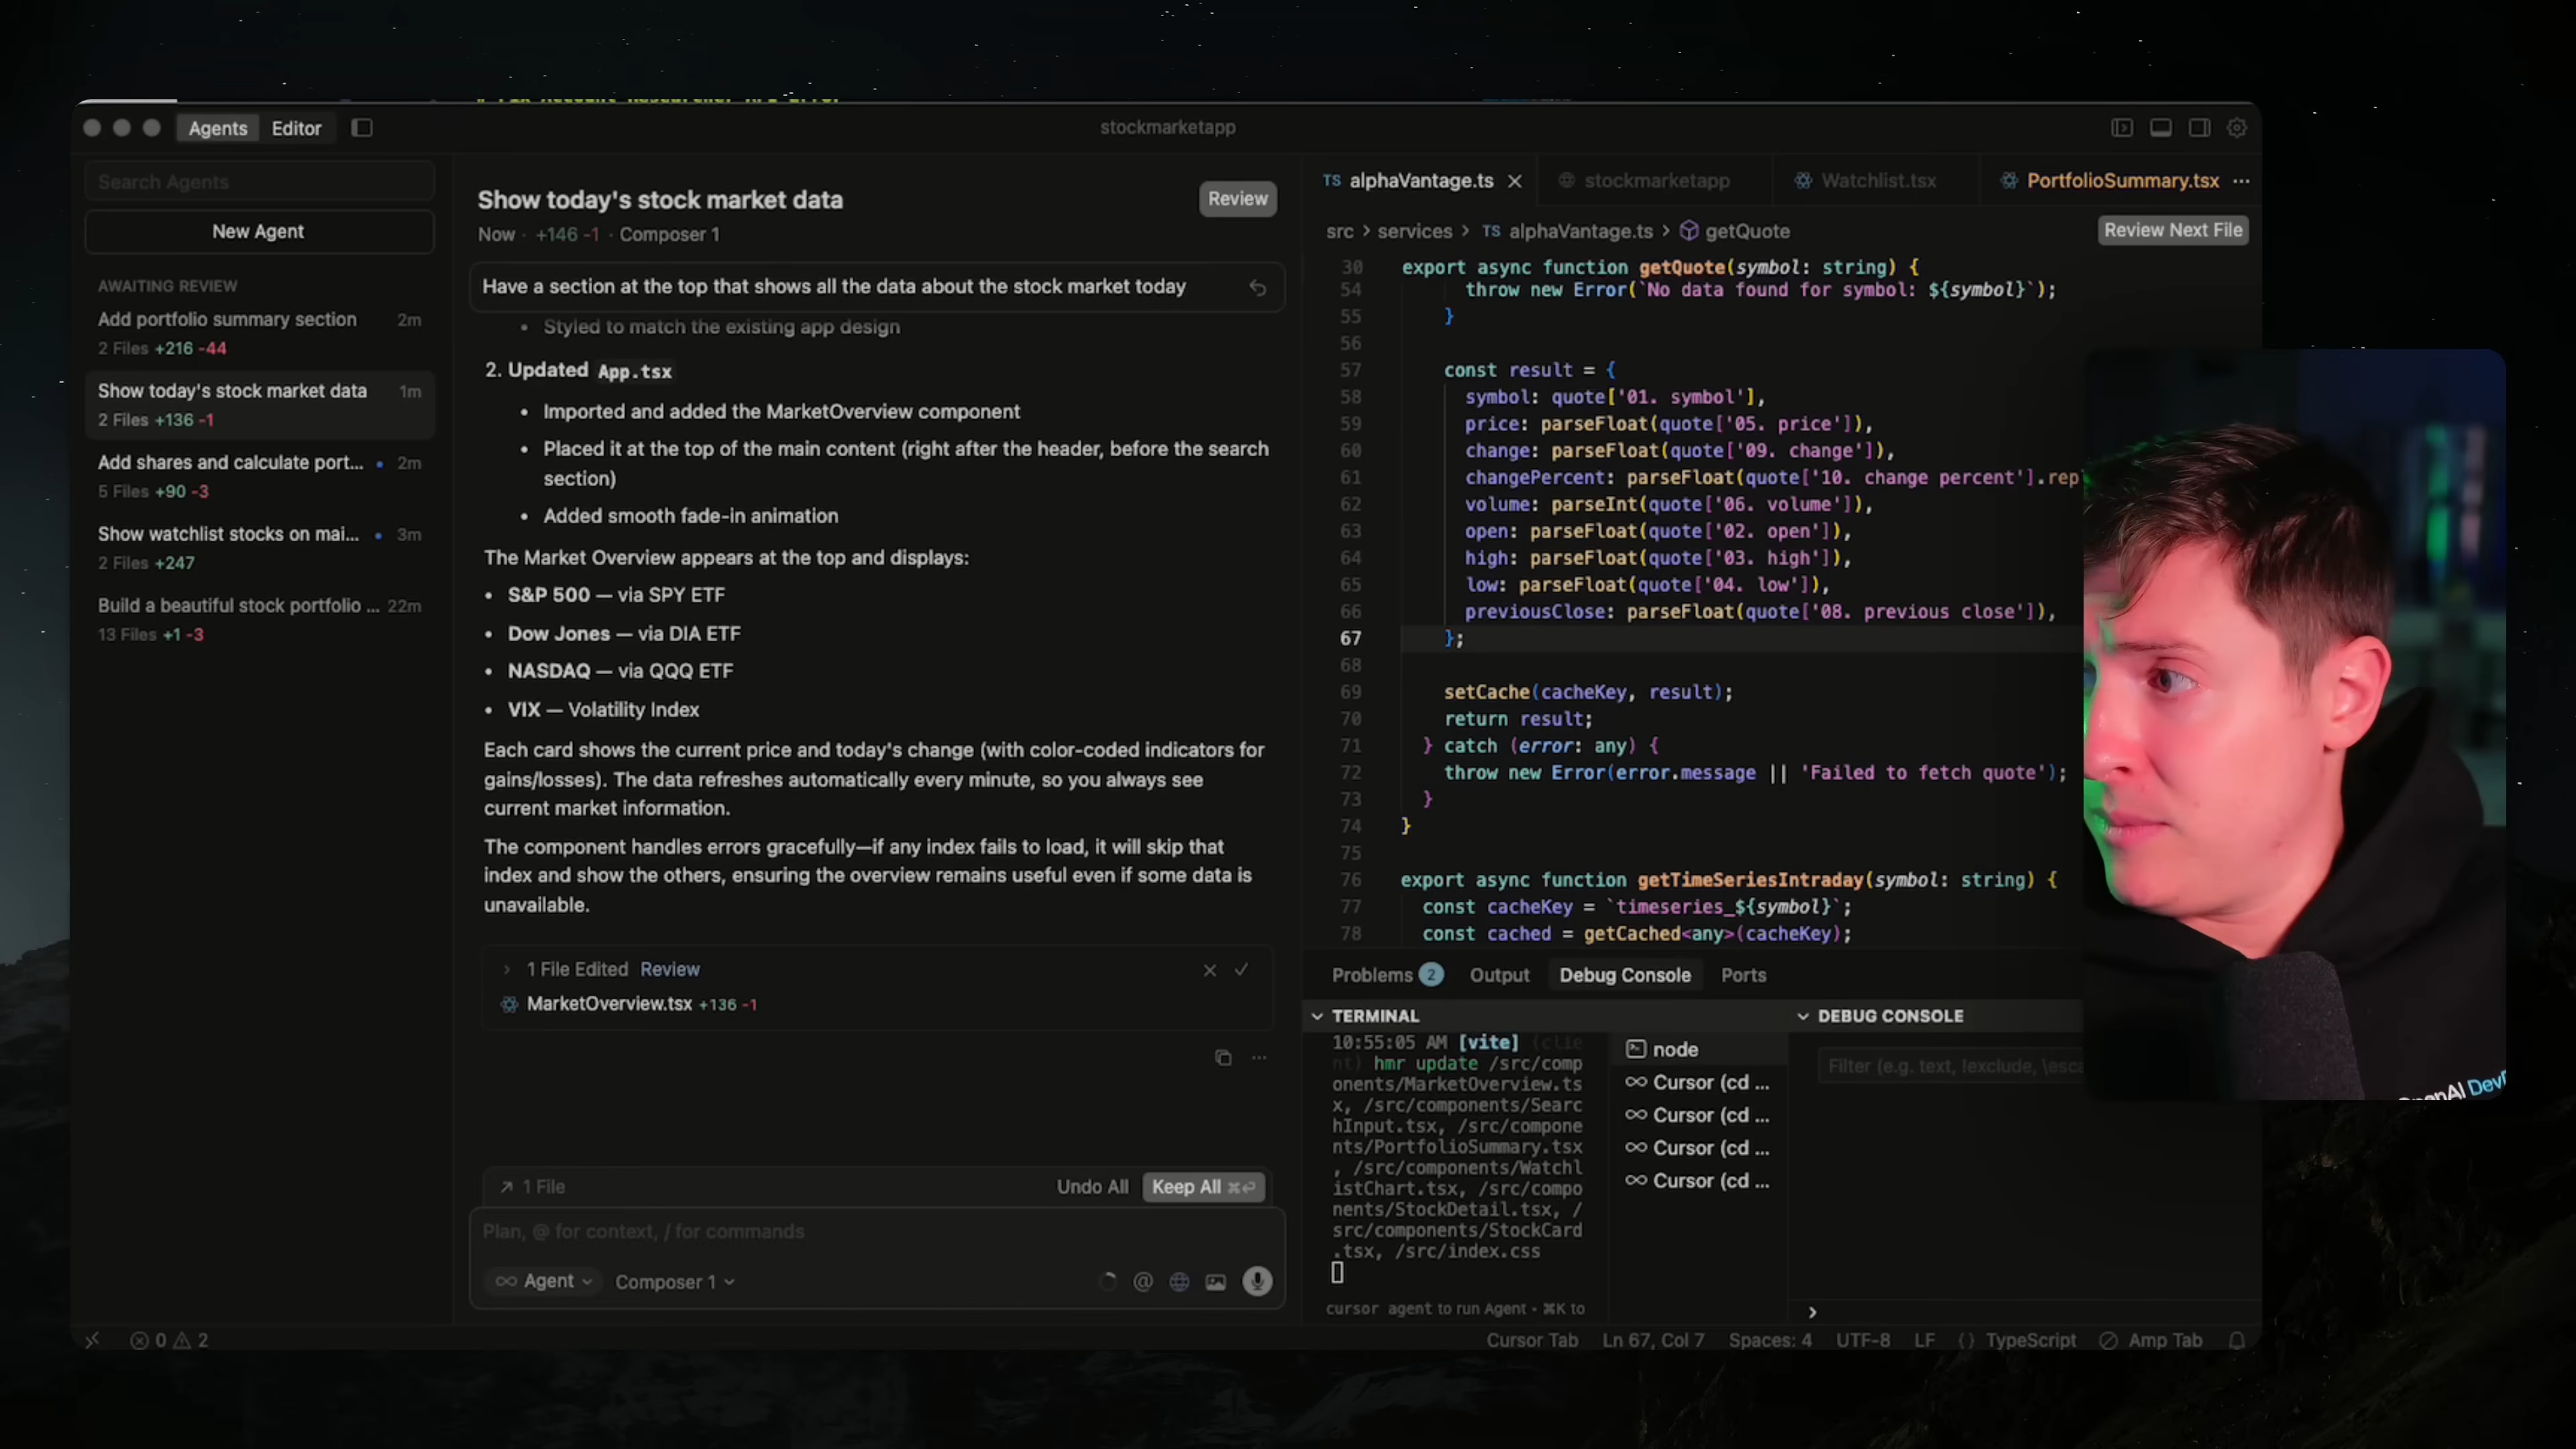 Agents Editor
stockmarketapp
Search Agents
New Agent
AWAITING REVIEW
Add portfolio summary section 2m
2 Files +216 -44
Show today's stock market data 1m
2 Files +136 -1
Add shares and calculate port... 2m
5 Files +90 -3
Show watchlist stocks on mai... 3m
2 Files +247
Build a beautiful stock portfolio ... 22m
13 Files +1 -3
Show today's stock market data
Review
Now · +146 -1 · Composer 1
Have a section at the top that shows all the data about the stock market today
• Styled to match the existing app design
2. Updated App.tsx
• Imported and added the MarketOverview component
• Placed it at the top of the main content (right after the header, before the search
section)
• Added smooth fade-in animation
The Market Overview appears at the top and displays:
• S&P 500 — via SPY ETF
• Dow Jones — via DIA ETF
• NASDAQ — via QQQ ETF
• VIX — Volatility Index
Each card shows the current price and today's change (with color-coded indicators for
gains/losses). The data refreshes automatically every minute, so you always see
current market information.
The component handles errors gracefully—if any index fails to load, it will skip that
index and show the others, ensuring the overview remains useful even if some data is
unavailable.
1 File Edited Review
MarketOverview.tsx +136 -1
1 File
Undo All Keep All ⌘⏎
Plan, @ for context, / for commands
Agent Composer 1
TS alphaVantage.ts stockmarketapp Watchlist.tsx PortfolioSummary.tsx ...
src > services > TS alphaVantage.ts > getQuote
Review Next File
30 export async function getQuote(symbol: string) {
54 throw new Error(`No data found for symbol: ${symbol}`);
55 }
56
57 const result = {
58 symbol: quote['01. symbol'],
59 price: parseFloat(quote['05. price']),
60 change: parseFloat(quote['09. change']),
61 changePercent: parseFloat(quote['10. change percent'].rep
62 volume: parseInt(quote['06. volume']),
63 open: parseFloat(quote['02. open']),
64 high: parseFloat(quote['03. high']),
65 low: parseFloat(quote['04. low']),
66 previousClose: parseFloat(quote['08. previous close']),
67 };
68
69 setCache(cacheKey, result);
70 return result;
71 } catch (error: any) {
72 throw new Error(error.message || 'Failed to fetch quote');
73 }
74 }
75
76 export async function getTimeSeriesIntraday(symbol: string) {
77 const cacheKey = `timeseries_${symbol}`;
78 const cached = getCached<any>(cacheKey);
Problems 2 Output Debug Console Ports
TERMINAL
10:55:05 AM [vite] (clie
nt) hmr update /src/comp
onents/MarketOverview.ts
x, /src/components/Searc
hInput.tsx, /src/compone
nts/PortfolioSummary.tsx
, /src/components/Watchl
istChart.tsx, /src/compo
nents/StockDetail.tsx, /
src/components/StockCard
.tsx, /src/index.css
cursor agent to run Agent • ⌘K to
node
Cursor (cd ...
Cursor (cd ...
Cursor (cd ...
Cursor (cd ...
DEBUG CONSOLE
Filter (e.g. text, !exclude, \esca
0 2
Cursor Tab Ln 67, Col 7 Spaces: 4 UTF-8 LF {} TypeScript Amp Tab